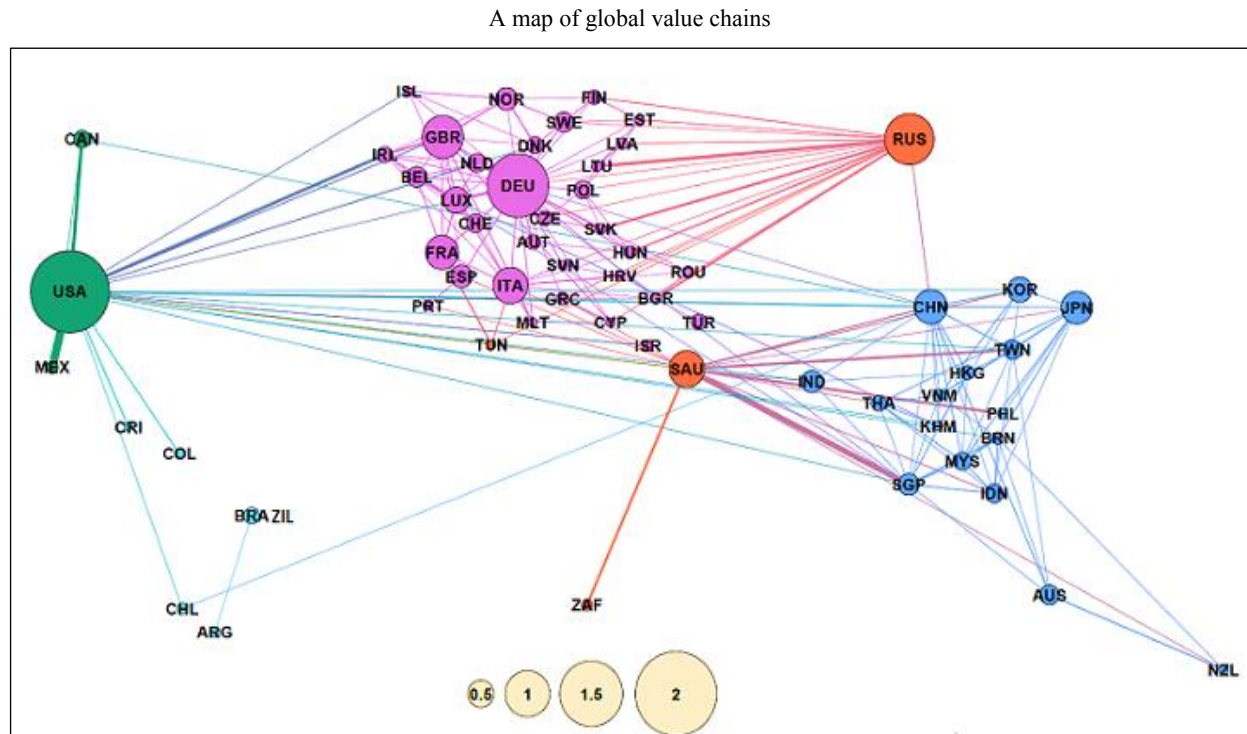 A map of global value chains
ISL
NOR
FIN
CAN
GBR
SWE
EST
RUS
DNK
LVA
IRL
NLD
LTU
BEL
DEU
POL
LUX
CZE
CHE
SVK
AUT
FRA
HUN
SVN
ROU
ESP
HRV
USA
ITA
KOR
GRC
BGR
PRT
CHN
JPN
MLT
CYP
TUR
TUN
ISR
TWN
MEX
SAU
HKG
IND
VNM
THA
PHL
CRI
KHM
BRN
COL
MYS
SGP
IDN
BRAZIL
AUS
CHL
ZAF
ARG
NZL
0.5
1
1.5
2